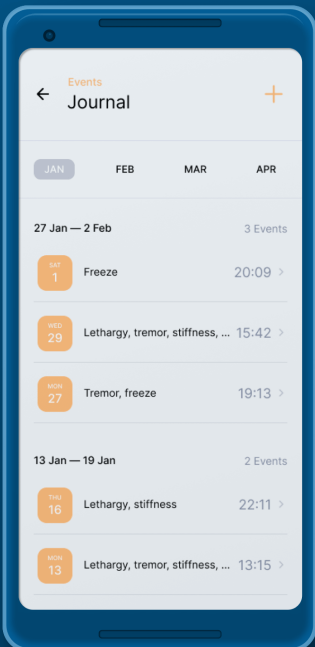 Events
Journal
JAN FEB MAR APR
27 Jan — 2 Feb 3 Events
SAT
1 Freeze 20:09
WED
29 Lethargy, tremor, stiffness, ... 15:42
MON
27 Tremor, freeze 19:13
13 Jan — 19 Jan 2 Events
THU
16 Lethargy, stiffness 22:11
MON
13 Lethargy, tremor, stiffness, ... 13:15